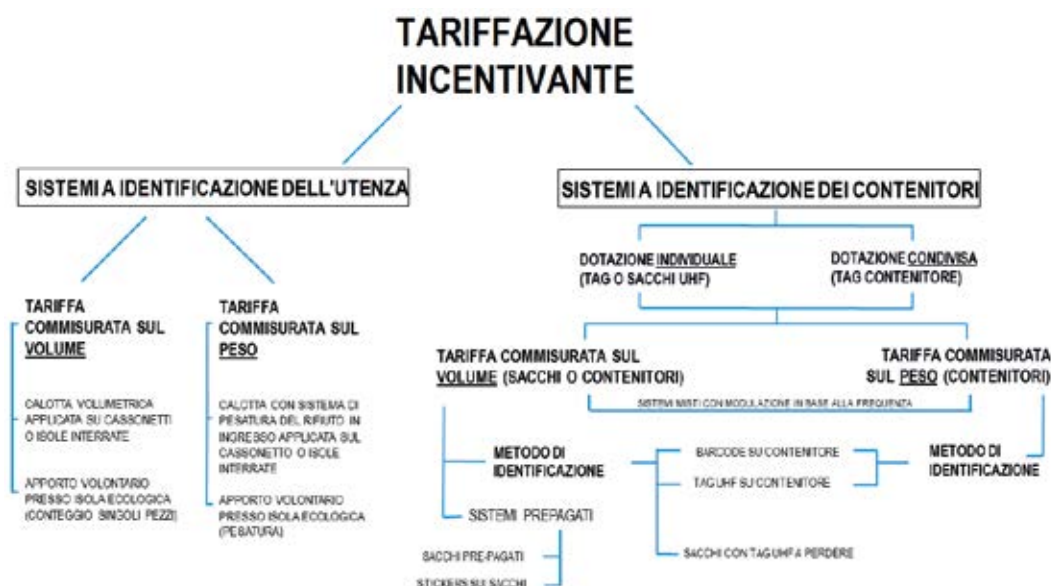 TARIFFAZIONE
INCENTIVANTE
SISTEMI A IDENTIFICAZIONE DELL'UTENZA
SISTEMI A IDENTIFICAZIONE DEI CONTENITORI
DOTAZIONE INDIVIDUALE
(TAG O SACCHI UHF)
DOTAZIONE CONDIVISA
(TAG CONTENITORE)
TARIFFA
COMMISURATA SUL
VOLUME
TARIFFA
COMMISURATA SUL
PESO
TARIFFA COMMISURATA SUL
VOLUME (SACCHI O CONTENITORI)
TARIFFA COMMISURATA
SUL PESO (CONTENITORI)
SISTEMI MISTI CON MODULAZIONE IN BASE ALLA FREQUENZA
CALOTTA VOLUMETRICA
APPLICATA SU CASSONETTI
O ISOLE INTERRATE
CALOTTA CON SISTEMA DI
PESATURA DEL RIFIUTO IN
INGRESSO APPLICATA SUL
CASSONETTO O ISOLE
INTERRATE
APPORTO VOLONTARIO
PRESSO ISOLA ECOLOGICA
(CONTEGGIO SINGOLI PEZZI)
APPORTO VOLONTARIO
PRESSO ISOLA ECOLOGICA
(PESATURA)
METODO DI
IDENTIFICAZIONE
BARCODE SU CONTENITORE
TAG UHF SU CONTENITORE
METODO DI
IDENTIFICAZIONE
SISTEMI PREPAGATI
SACCHI CON TAG UHF A PERDERE
SACCHI PRE-PAGATI
STICKERS SUI SACCHI